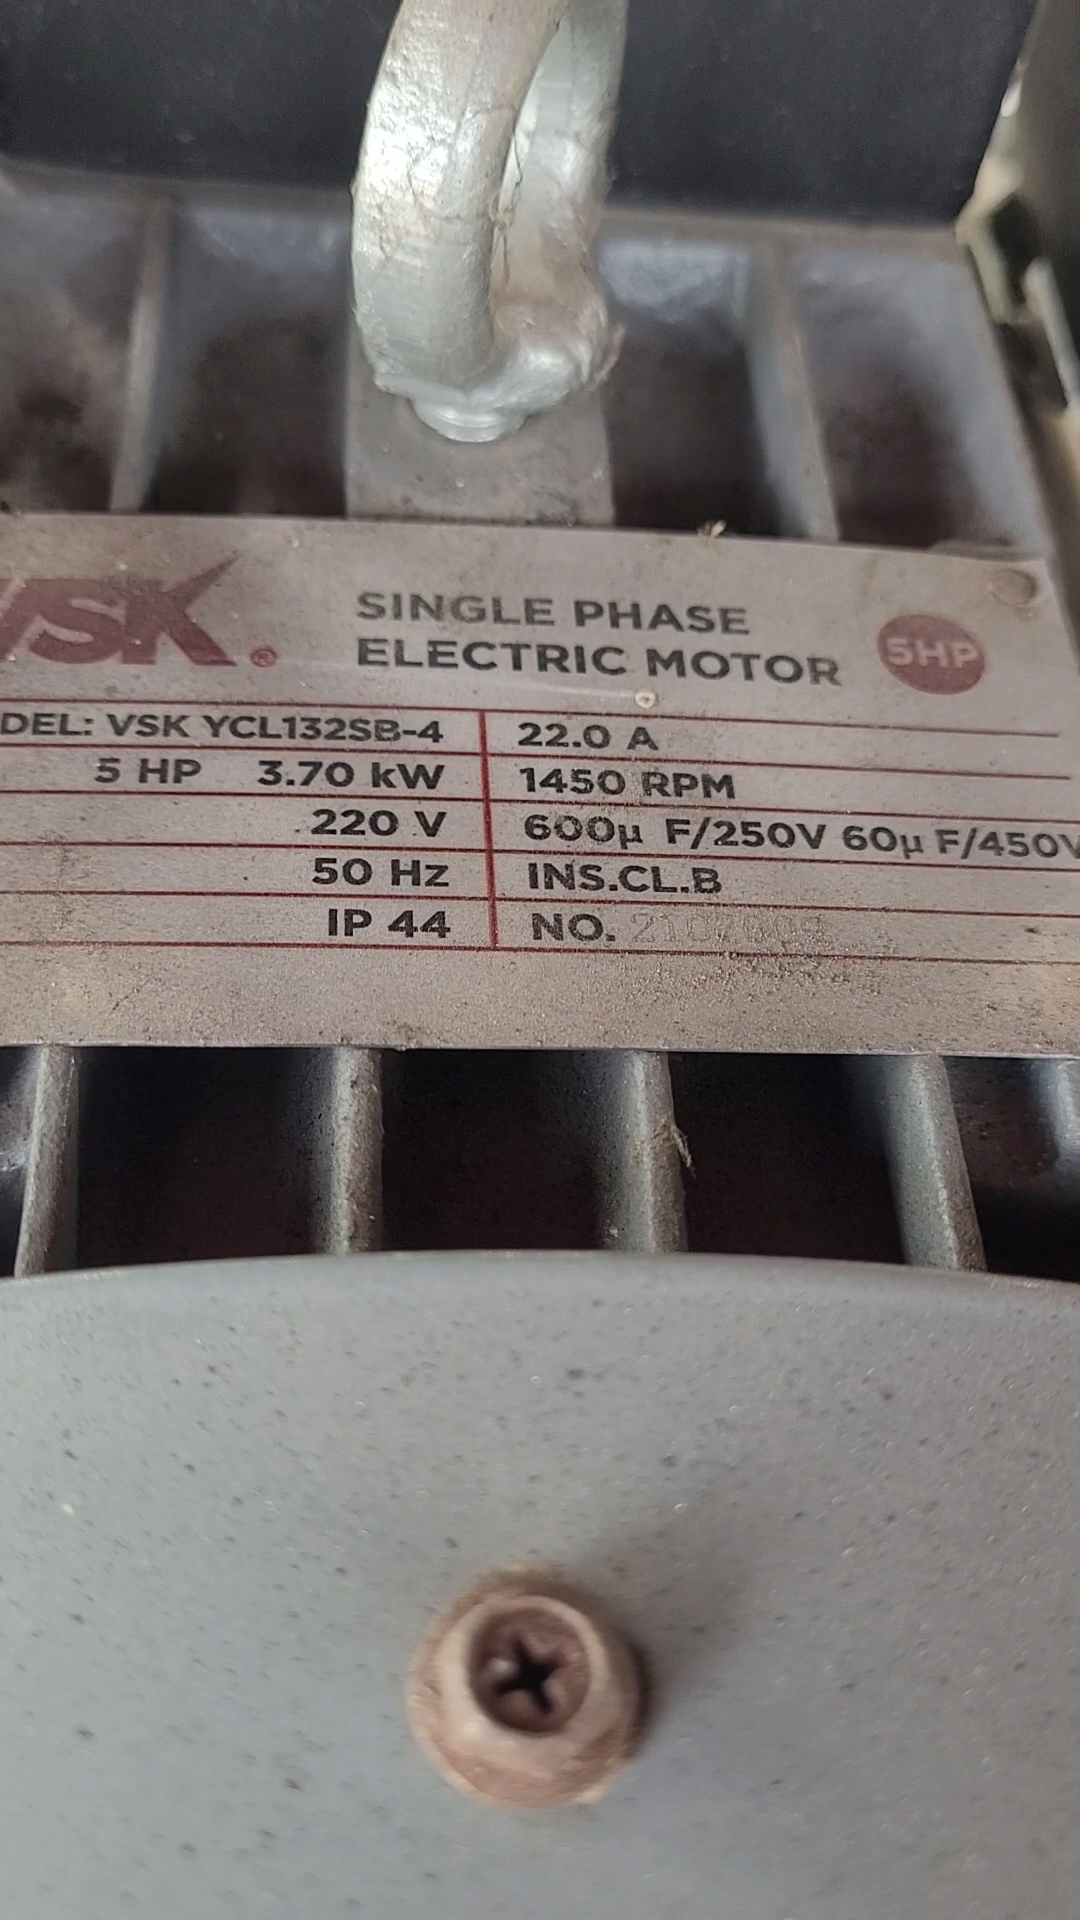 VSK®
SINGLE PHASE
ELECTRIC MOTOR
5HP
DEL: VSK YCL132SB-4 22.0 A
5 HP 3.70 kW 1450 RPM
220 V 600µ F/250V 60µ F/450V
50 Hz INS.CL.B
IP 44 NO.